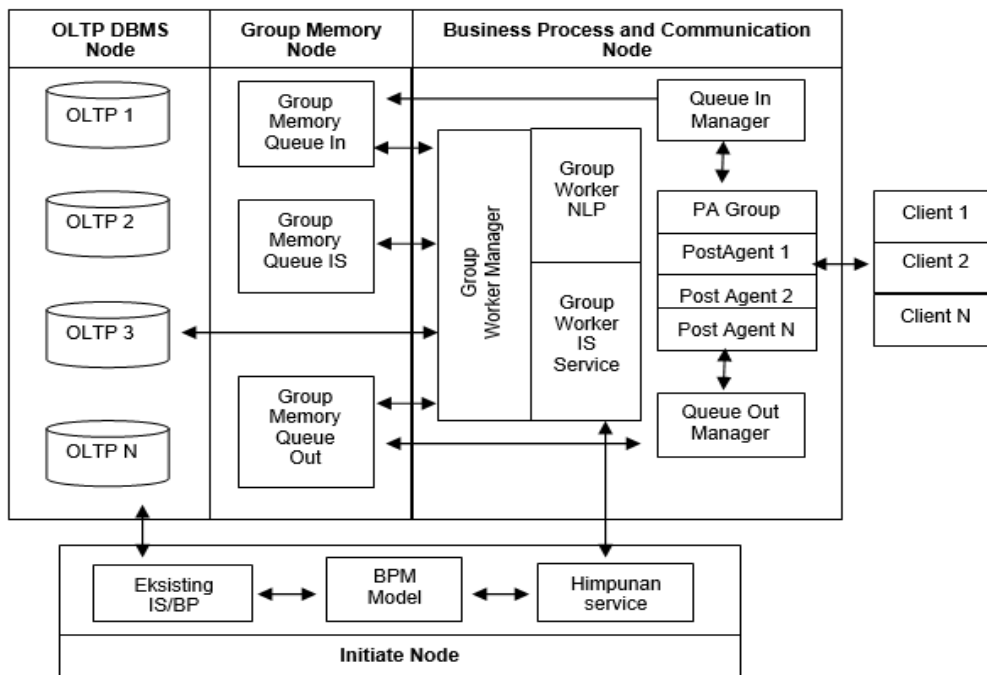 OLTP DBMS
Node
Group Memory
Node
Business Process and Communication
Node
OLTP 1
OLTP 2
OLTP 3
OLTP N
Group
Memory
Queue In
Group
Memory
Queue IS
Group
Memory
Queue
Out
Group
Worker Manager
Group
Worker
NLP
Group
Worker
IS
Service
Queue In
Manager
PA Group
PostAgent 1
Post Agent 2
Post Agent N
Queue Out
Manager
Client 1
Client 2
Client N
Eksisting
IS/BP
BPM
Model
Himpunan
service
Initiate Node